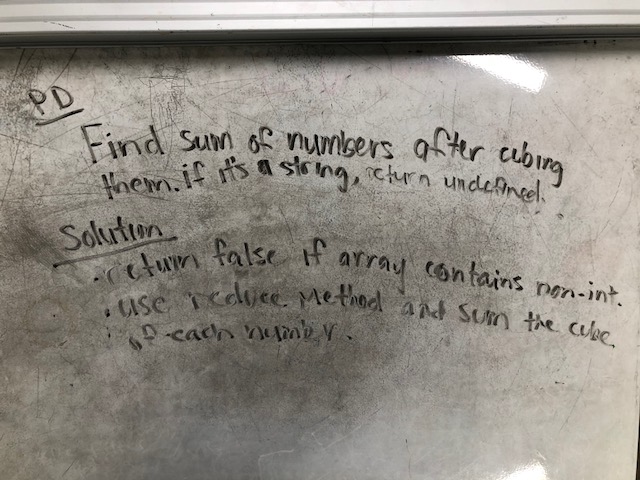 PD
Find sum of numbers after cubing
them. if it's a string, return undefined.
Solution
. return false if array contains non-int.
. use reduce Method and sum the cube
of each number.